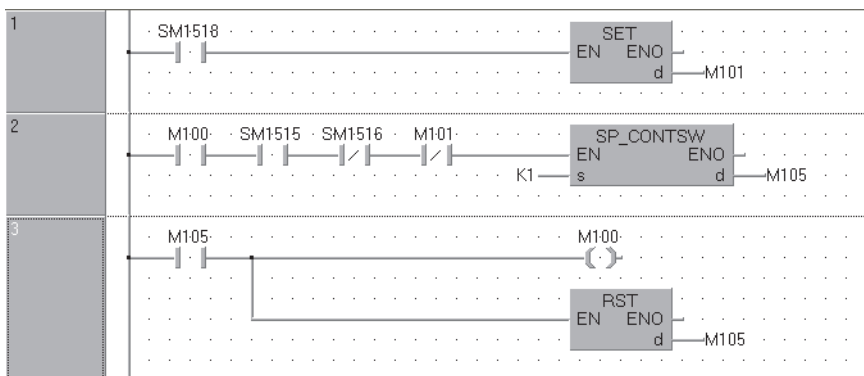 1
SM1518
SET
EN ENO
d M101
2
M100 SM1515 SM1516 M101
SP_CONTSW
EN ENO
K1 s d M105
3
M105 M100
RST
EN ENO
d M105